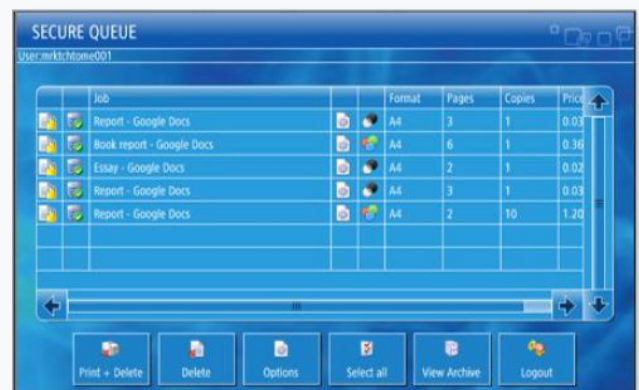 SECURE QUEUE
User:mrktchtome001
Job Format Pages Copies Price
Report - Google Docs A4 3 1 0.03
Book report - Google Docs A4 6 1 0.36
Essay - Google Docs A4 2 1 0.02
Report - Google Docs A4 3 1 0.03
Report - Google Docs A4 2 10 1.20
Print + Delete Delete Options Select all View Archive Logout